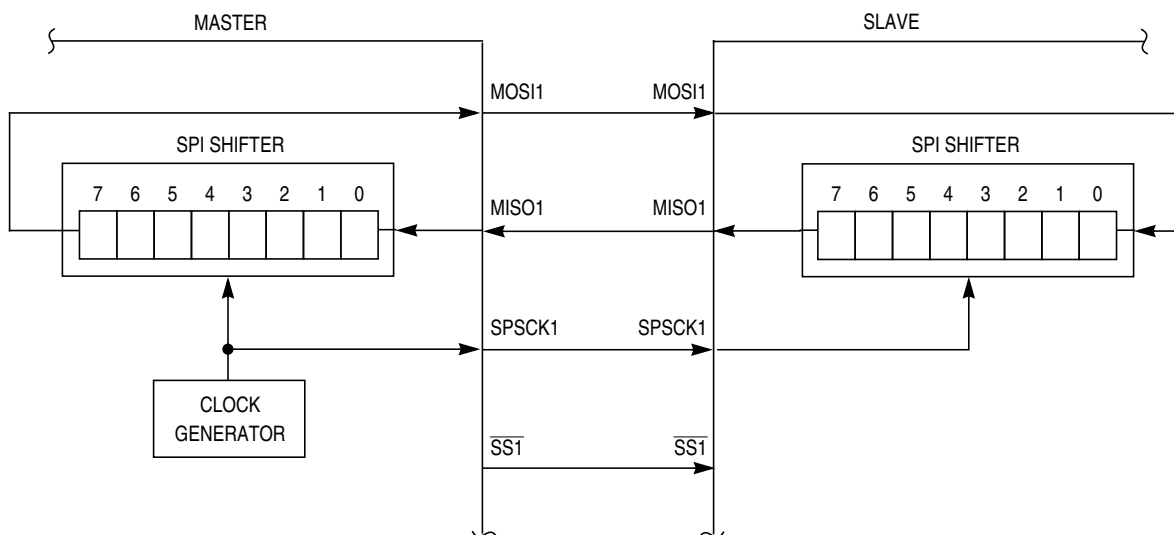 MASTER
SLAVE
MOSI1
MOSI1
SPI SHIFTER
SPI SHIFTER
7 6 5 4 3 2 1 0
7 6 5 4 3 2 1 0
MISO1
MISO1
SPSCK1
SPSCK1
CLOCK
GENERATOR
SS1
SS1